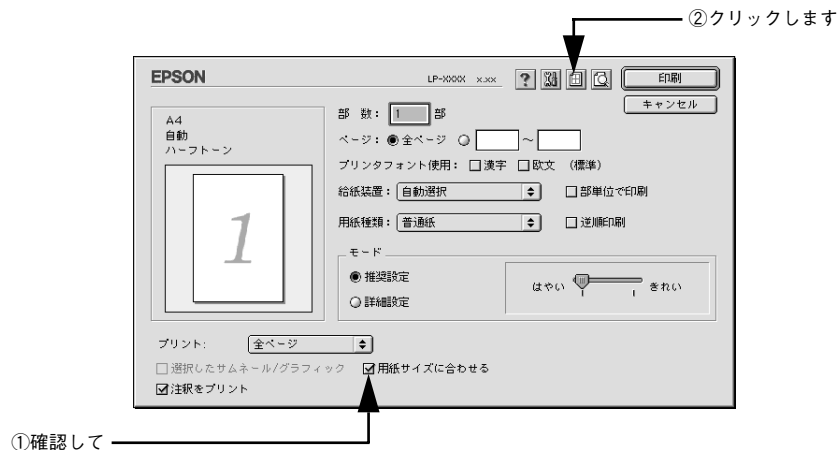 ②クリックします
EPSON
LP-XXXX x.xx
?
印刷
キャンセル
A4
自動
ハーフトーン
1
部 数: 1 部
ページ: 全ページ ～
プリンタフォント使用: 漢字 欧文 (標準)
給紙装置: 自動選択 部単位で印刷
用紙種類: 普通紙 逆順印刷
モード
推奨設定
詳細設定
はやい きれい
プリント: 全ページ
選択したサムネール/グラフィック 用紙サイズに合わせる
注釈をプリント
①確認して